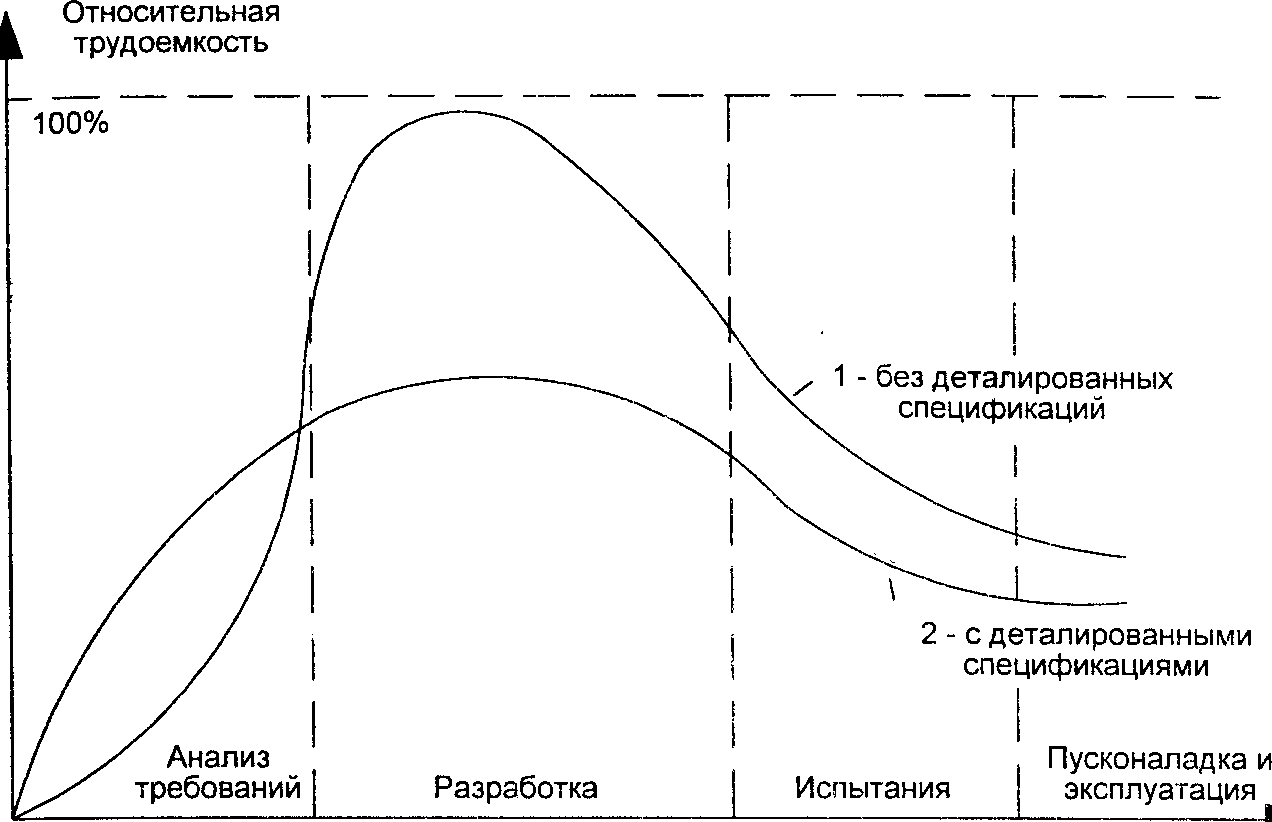 Относительная
трудоемкость
100%
1 - без деталированных
спецификаций
2 - с деталированными
спецификациями
Анализ
требований
Разработка
Испытания
Пусконаладка и
эксплуатация